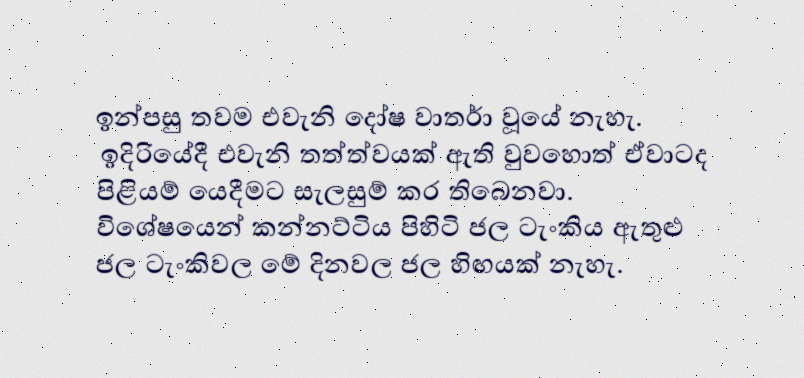 ඉන්පසු තවම එවැනි දෝෂ වාතර්‍ා වූයේ නැහැ.
ඉදිරියේදී එවැනි තත්ත්වයක් ඇති වුවහොත් ඒවාටද
පිළියම් යෙදීමට සැලසුම් කර තිබෙනවා.
විශේෂයෙන් කන්නට්ටිය පිහිටි ජල ටැංකිය ඇතුළු
ජල ටැංකිවල මේ දිනවල ජල හිඟයක් නැහැ.